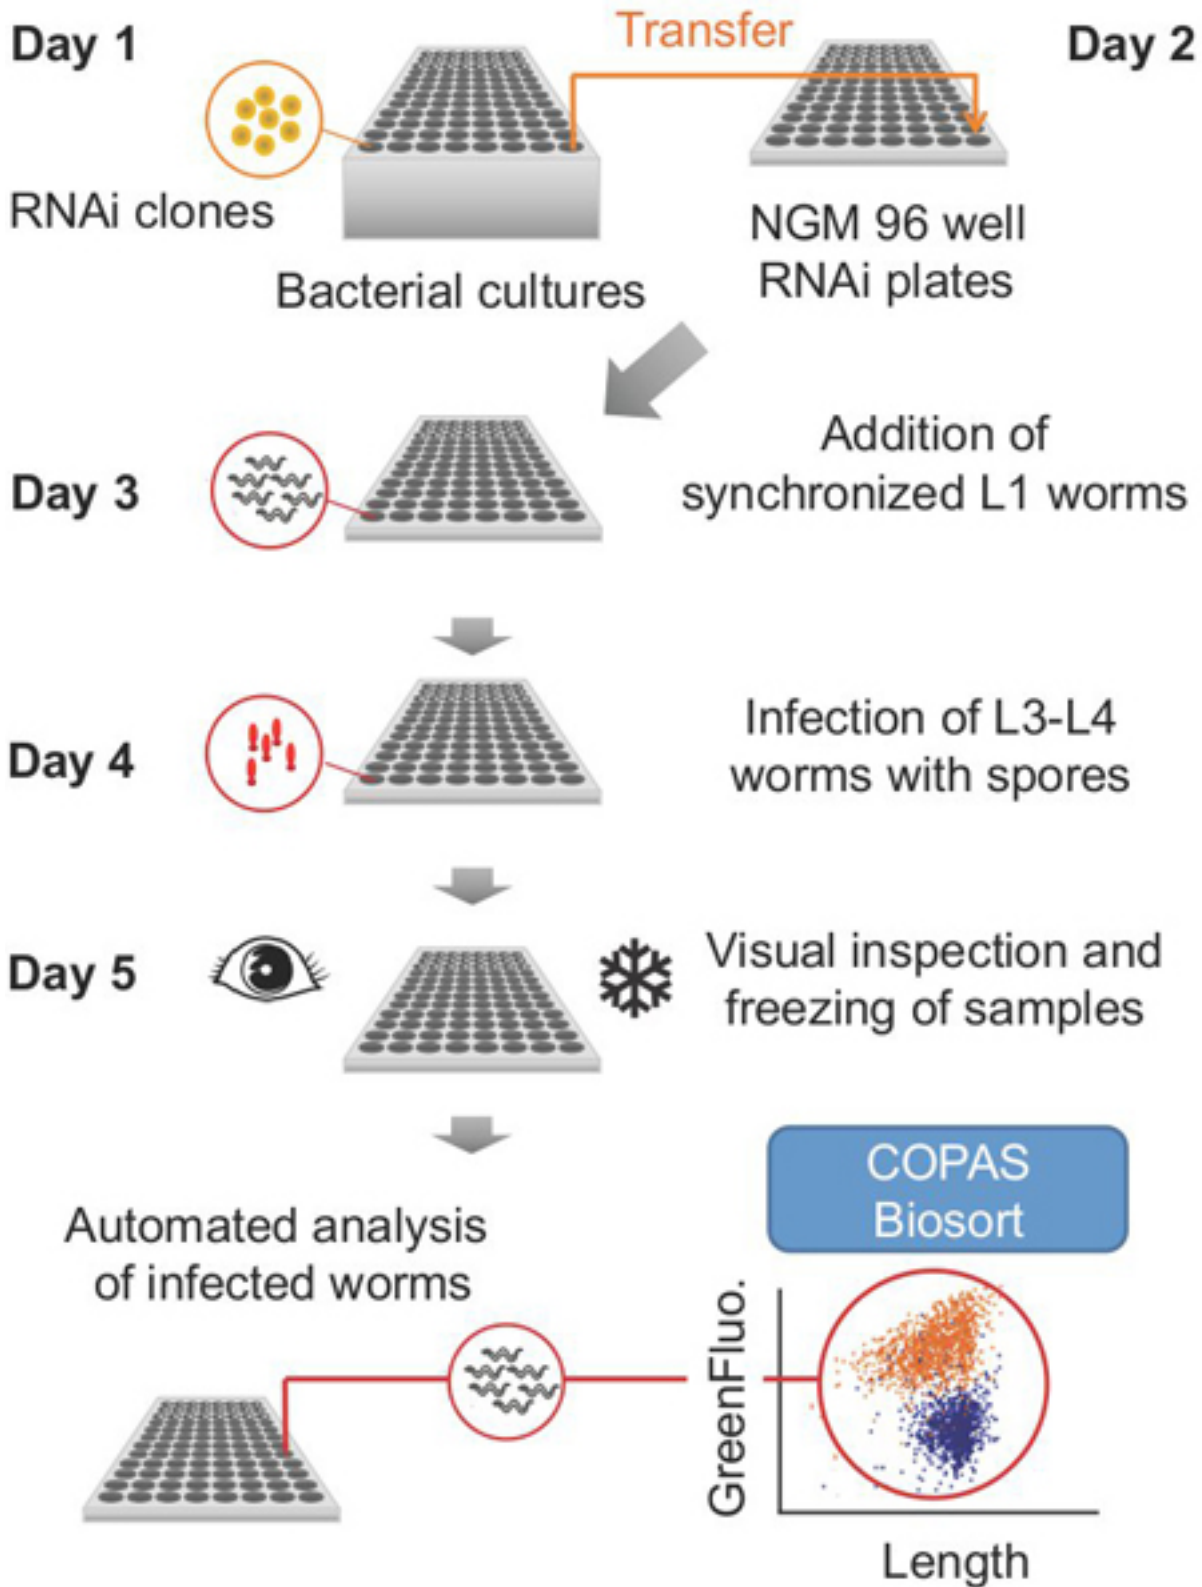 Day 1
Transfer
Day 2
RNAi clones
Bacterial cultures
NGM 96 well
RNAi plates
Day 3
Addition of
synchronized L1 worms
Day 4
Infection of L3-L4
worms with spores
Day 5
Visual inspection and
freezing of samples
Automated analysis
of infected worms
COPAS
Biosort
GreenFluo.
Length